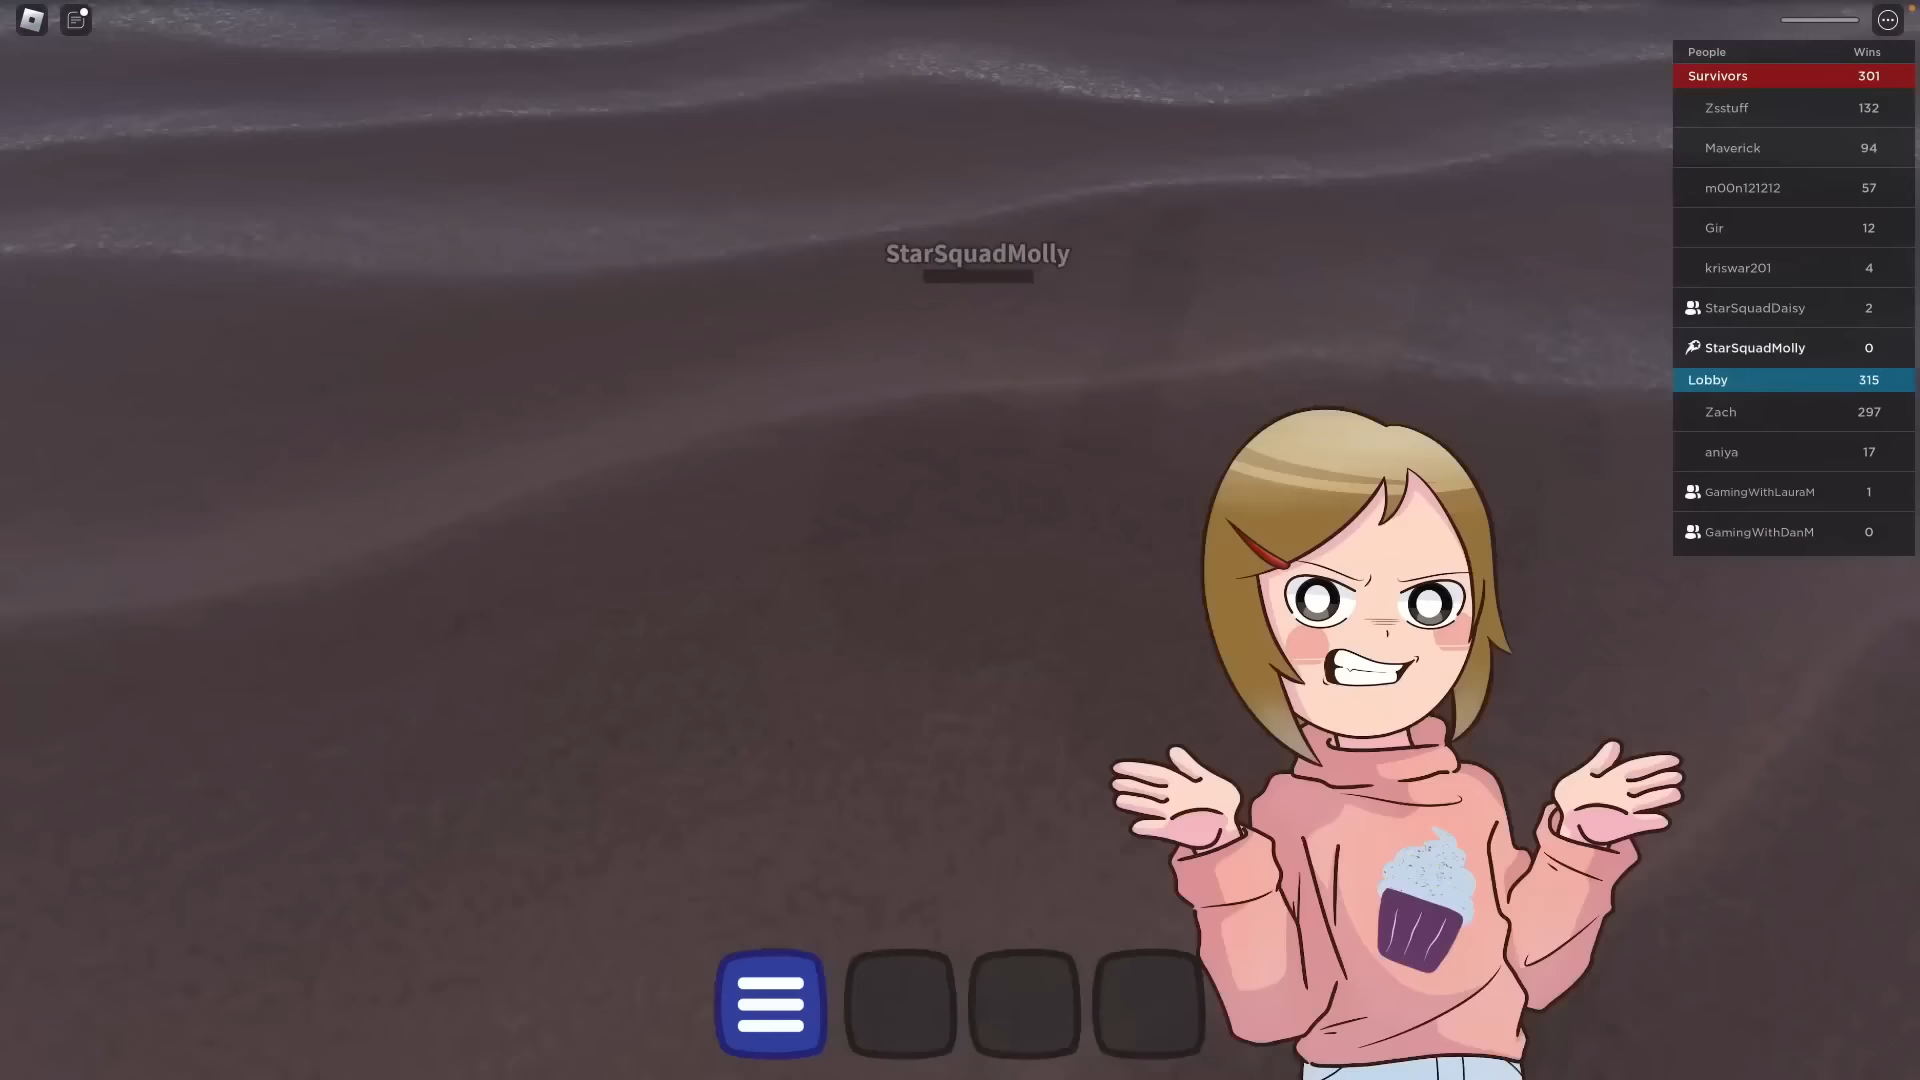 People Wins
Survivors 301
Zsstuff 132
Maverick 94
m00n121212 57
Gir 12
kriswar201 4
StarSquadDaisy 2
StarSquadMolly 0
Lobby 315
Zach 297
aniya 17
GamingWithLauraM 1
GamingWithDanM 0
StarSquadMolly